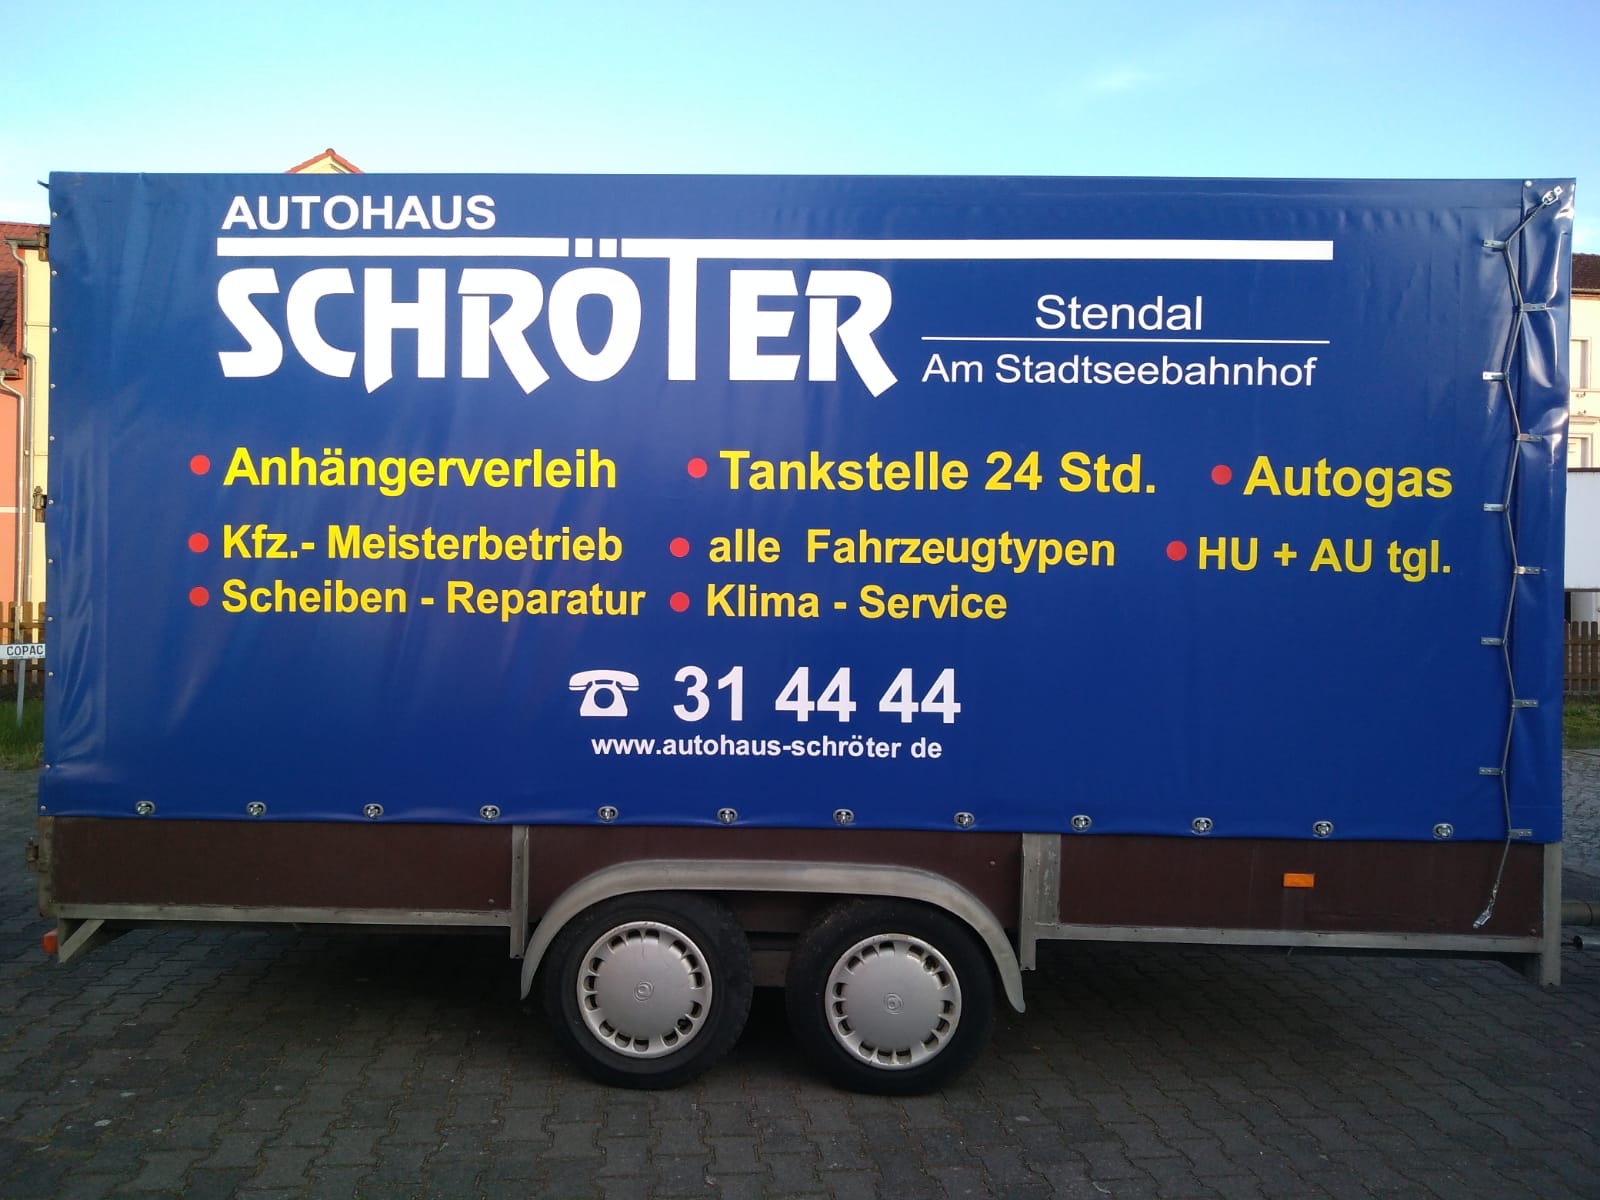 AUTOHAUS
SCHRÖTER
Stendal
Am Stadtseebahnhof
Anhängerverleih
Tankstelle 24 Std.
Autogas
Kfz.- Meisterbetrieb
alle Fahrzeugtypen
HU + AU tgl.
Scheiben - Reparatur
Klima - Service
31 44 44
www.autohaus-schröter de
COPAC